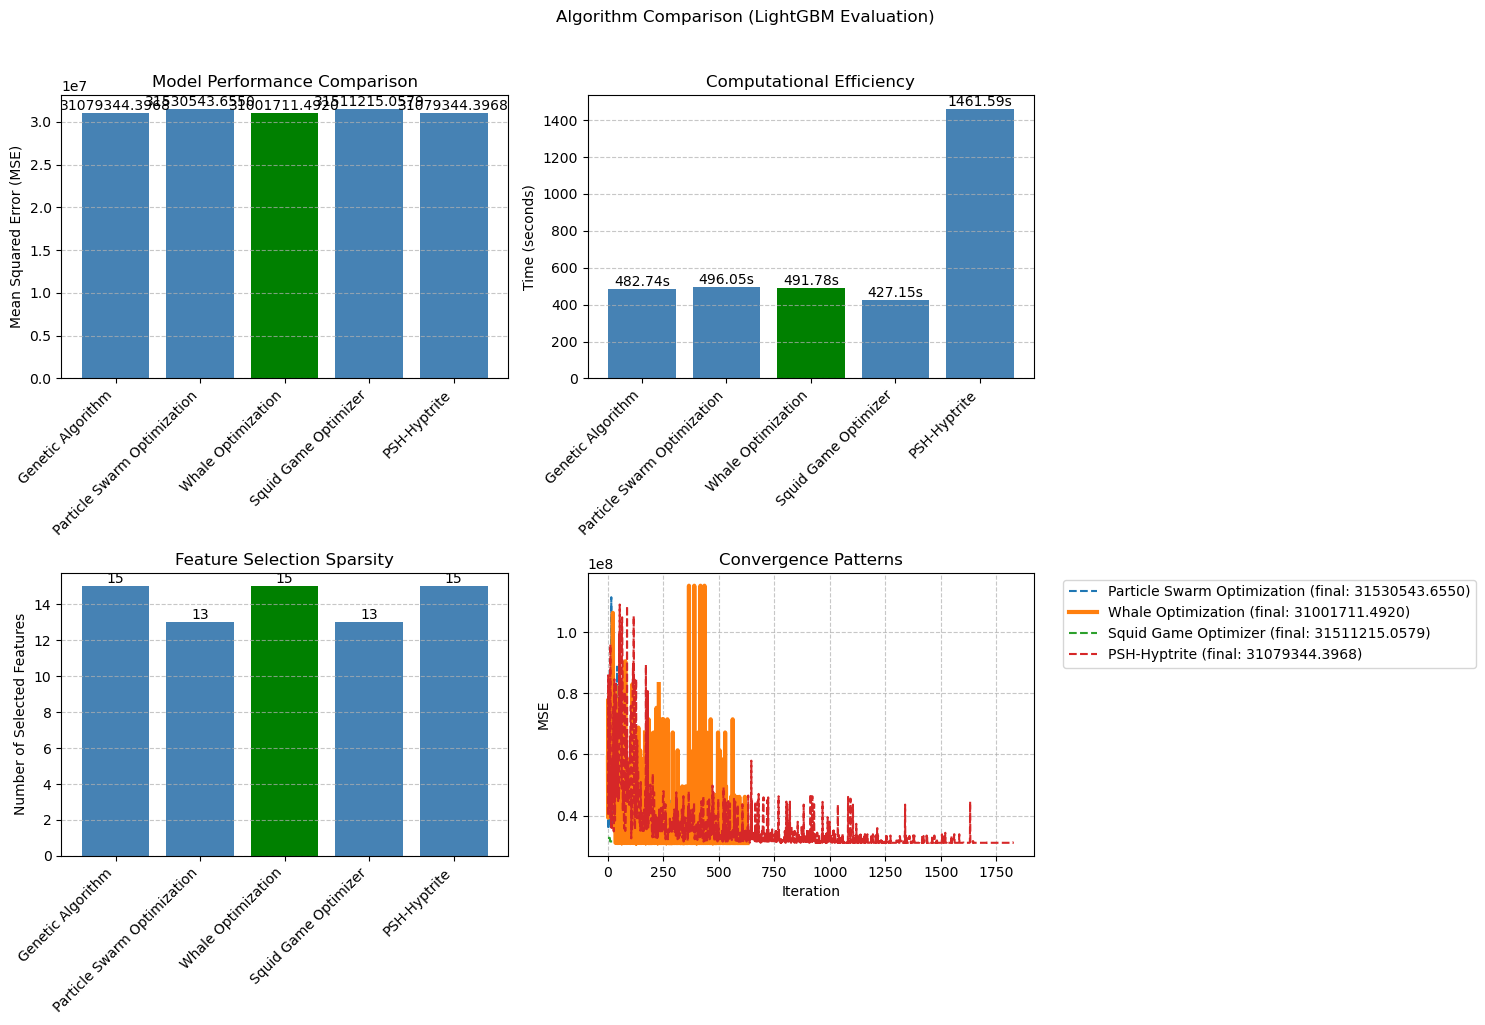 Algorithm Comparison (LightGBM Evaluation)
Model Performance Comparison
1e7
31079344.3968
31530543.6550
31001711.4920
31511215.0579
31079344.3968
3.0
2.5
2.0
1.5
1.0
0.5
0.0
Mean Squared Error (MSE)
Genetic Algorithm
Particle Swarm Optimization
Whale Optimization
Squid Game Optimizer
PSH-Hyptrite
Computational Efficiency
1461.59s
482.74s
496.05s
491.78s
427.15s
1400
1200
1000
800
600
400
200
0
Time (seconds)
Genetic Algorithm
Particle Swarm Optimization
Whale Optimization
Squid Game Optimizer
PSH-Hyptrite
Feature Selection Sparsity
15
13
15
13
15
14
12
10
8
6
4
2
0
Number of Selected Features
Genetic Algorithm
Particle Swarm Optimization
Whale Optimization
Squid Game Optimizer
PSH-Hyptrite
Convergence Patterns
1e8
1.0
0.8
0.6
0.4
MSE
0
250
500
750
1000
1250
1500
1750
Iteration
Particle Swarm Optimization (final: 31530543.6550)
Whale Optimization (final: 31001711.4920)
Squid Game Optimizer (final: 31511215.0579)
PSH-Hyptrite (final: 31079344.3968)